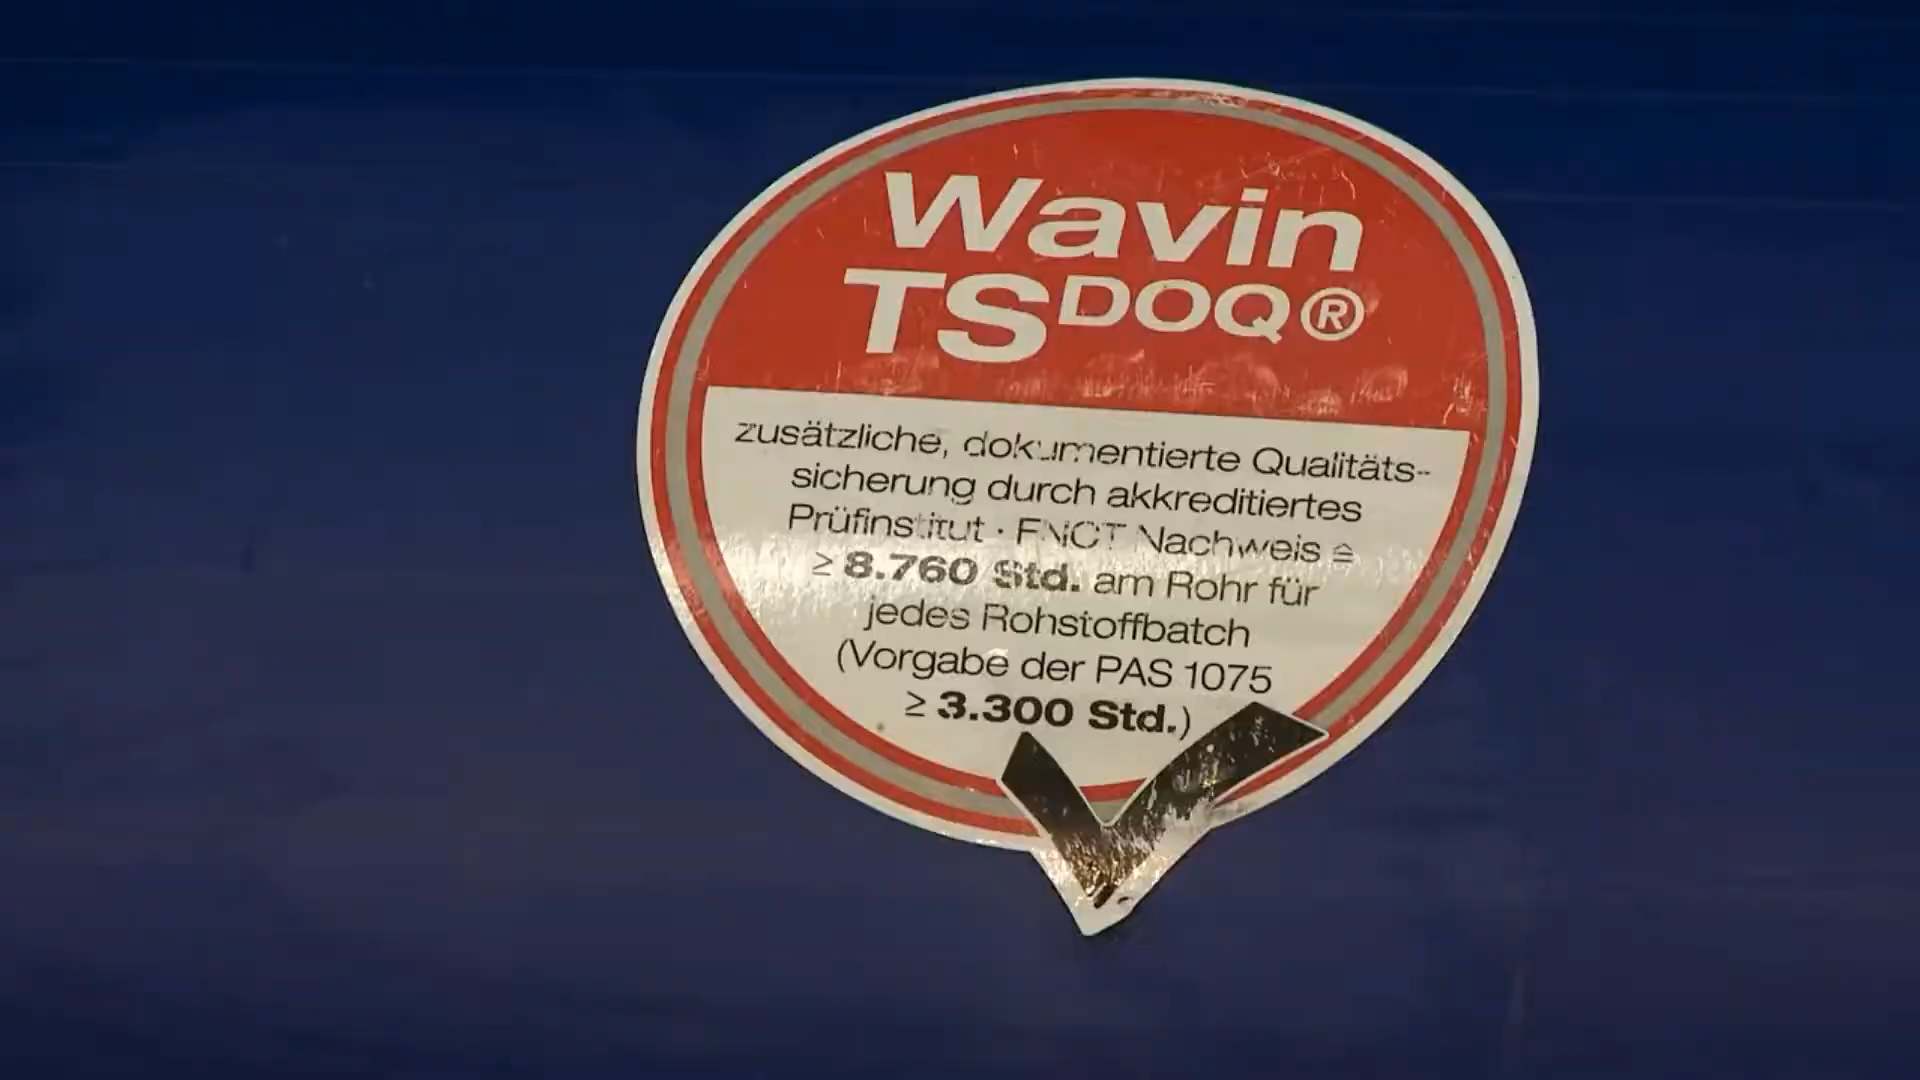 Wavin
TSDOQ®
zusätzliche, dokumentierte Qualitäts-
sicherung durch akkreditiertes
Prüfinstitut · FNCT Nachweis ≙
≥ 8.760 Std. am Rohr für
jedes Rohstoffbatch
(Vorgabe der PAS 1075
≥ 3.300 Std.)